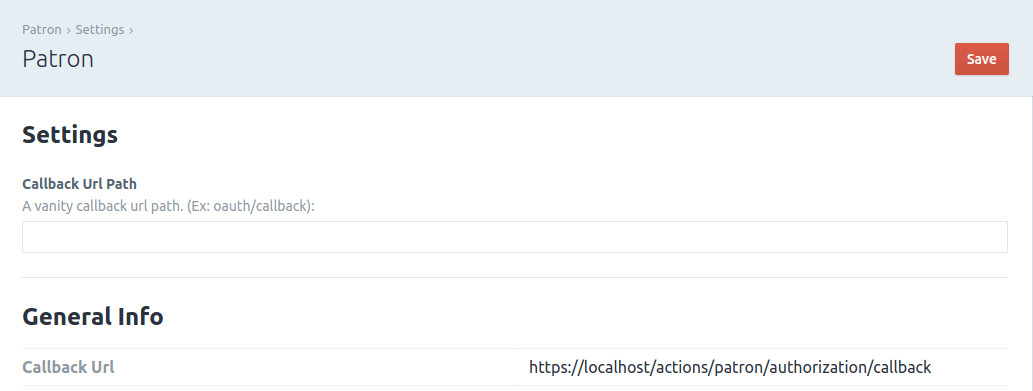 Patron › Settings ›
Patron
Save
Settings
Callback Url Path
A vanity callback url path. (Ex: oauth/callback):
General Info
Callback Url https://localhost/actions/patron/authorization/callback